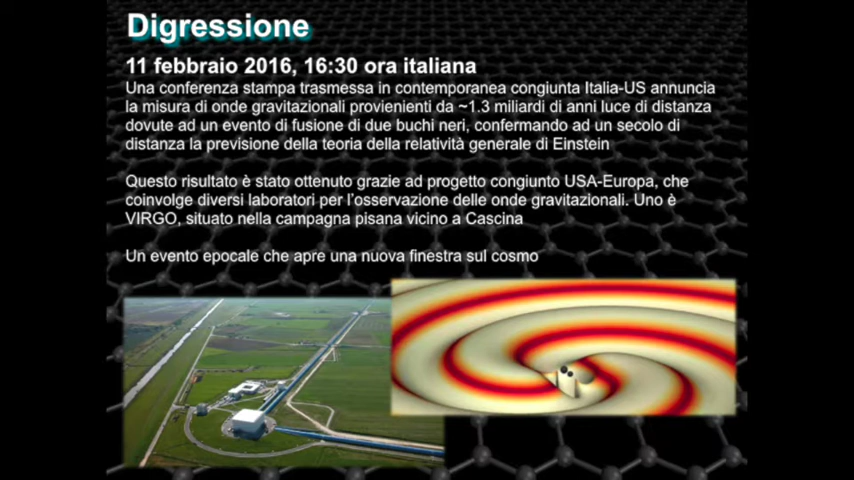 Digressione
11 febbraio 2016, 16:30 ora italiana
Una conferenza stampa trasmessa in contemporanea congiunta Italia-US annuncia
la misura di onde gravitazionali provienienti da ~1.3 miliardi di anni luce di distanza
dovute ad un evento di fusione di due buchi neri, confermando ad un secolo di
distanza la previsione della teoria della relatività generale di Einstein
Questo risultato è stato ottenuto grazie ad progetto congiunto USA-Europa, che
coinvolge diversi laboratori per l'osservazione delle onde gravitazionali. Uno è
VIRGO, situato nella campagna pisana vicino a Cascina
Un evento epocale che apre una nuova finestra sul cosmo